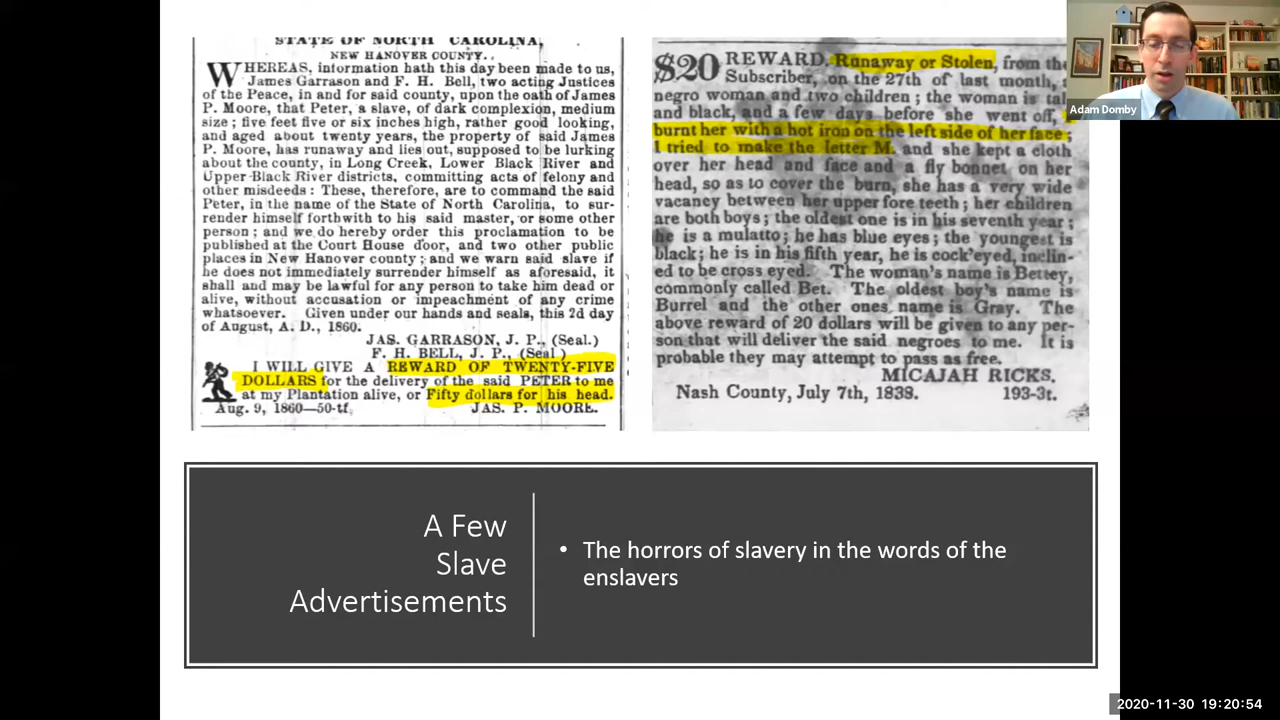 STATE OF NORTH CAROLINA,
NEW HANOVER COUNTY.
WHEREAS, information hath this day been made to us,
James Garrason and F. H. Bell, two acting Justices
of the Peace, in and for said county, upon the oath of James
P. Moore, that Peter, a slave, of dark complexion, medium
size; five feet five or six inches high, rather good looking,
and aged about twenty years, the property of said James
P. Moore, has runaway and lies out, supposed to be lurking
about the county, in Long Creek, Lower Black River and
Upper Black River districts, committing acts of felony and
other misdeeds: These, therefore, are to command the said
Peter, in the name of the State of North Carolina, to sur-
render himself forthwith to his said master, or some other
person; and we do hereby order this proclamation to be
published at the Court House door, and two other public
places in New Hanover county; and we warn said slave if
he does not immediately surrender himself as aforesaid, it
shall and may be lawful for any person to take him dead or
alive, without accusation or impeachment of any crime
whatsoever. Given under our hands and seals, this 2d day
of August, A. D., 1860.
JAS. GARRASON, J. P., (Seal.)
F. H. BELL, J. P., (Seal)
I WILL GIVE A REWARD OF TWENTY-FIVE
DOLLARS for the delivery of the said PETER to me
at my Plantation alive, or Fifty dollars for his head.
Aug. 9, 1860—50-tf. JAS. P. MOORE.
$20 REWARD. Runaway or Stolen, from the
Subscriber, on the 27th of last month,
negro woman and two children; the woman is tal
and black, and a few days before she went off,
burnt her with a hot iron on the left side of her face;
I tried to make the letter M. and she kept a cloth
over her head and face and a fly bonnet on her
head, so as to cover the burn, she has a very wide
vacancy between her upper fore teeth; her children
are both boys; the oldest one is in his seventh year;
he is a mulatto; he has blue eyes; the youngest is
black; he is in his fifth year, he is cock'eyed, inclin-
ed to be cross eyed. The woman's name is Bettey,
commonly called Bet. The oldest boy's name is
Burrel and the other ones name is Gray. The
above reward of 20 dollars will be given to any per-
son that will deliver the said negroes to me. It is
probable they may attempt to pass as free.
MICAJAH RICKS.
Nash County, July 7th, 1838. 193-3t.
Adam Domby
A Few
Slave
Advertisements
• The horrors of slavery in the words of the
enslavers
2020-11-30 19:20:54